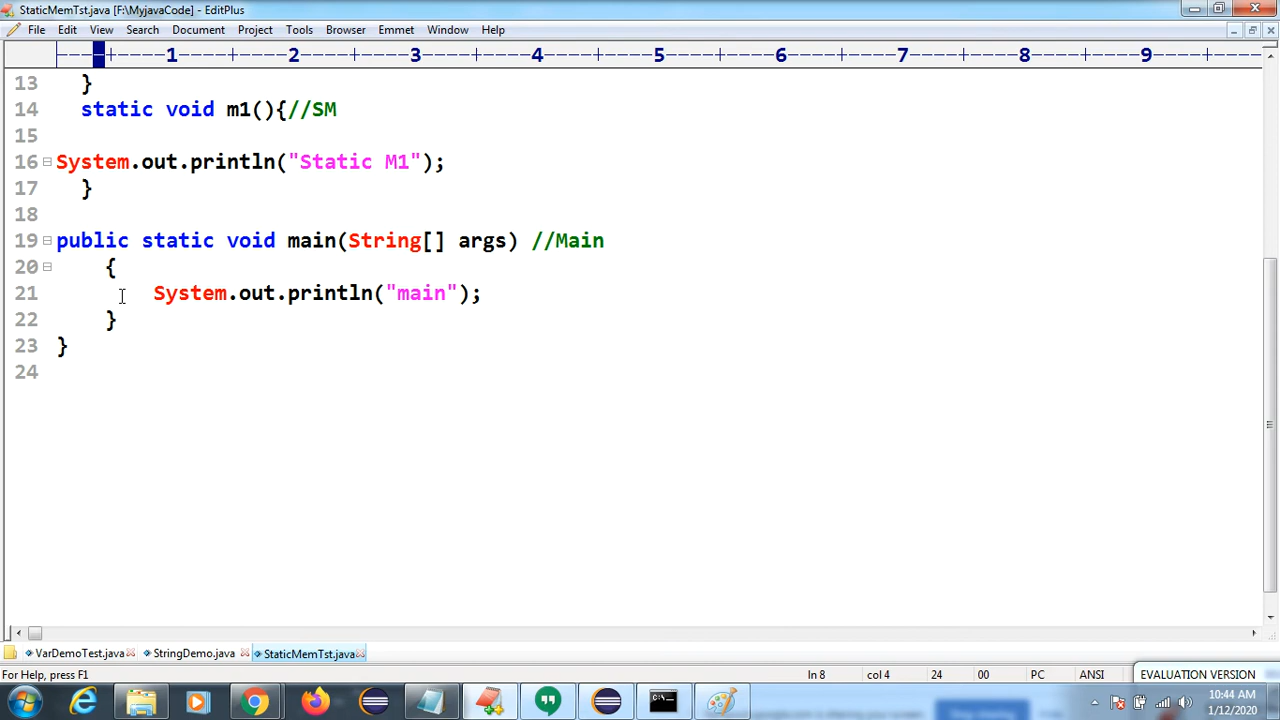 StaticMemTst.java [F:\MyjavaCode] - EditPlus
File Edit View Search Document Project Tools Browser Emmet Window Help
----+----1----+----2----+----3----+----4----+----5----+----6----+----7----+----8----+----9----+--
13 }
14 static void m1(){//SM
15
16 System.out.println("Static M1");
17 }
18
19 public static void main(String[] args) //Main
20 {
21 System.out.println("main");
22 }
23 }
24
VarDemoTest.java StringDemo.java StaticMemTst.java
For Help, press F1 ln 8 col 4 24 00 PC ANSI EVALUATION VERSION
10:44 AM
1/12/2020